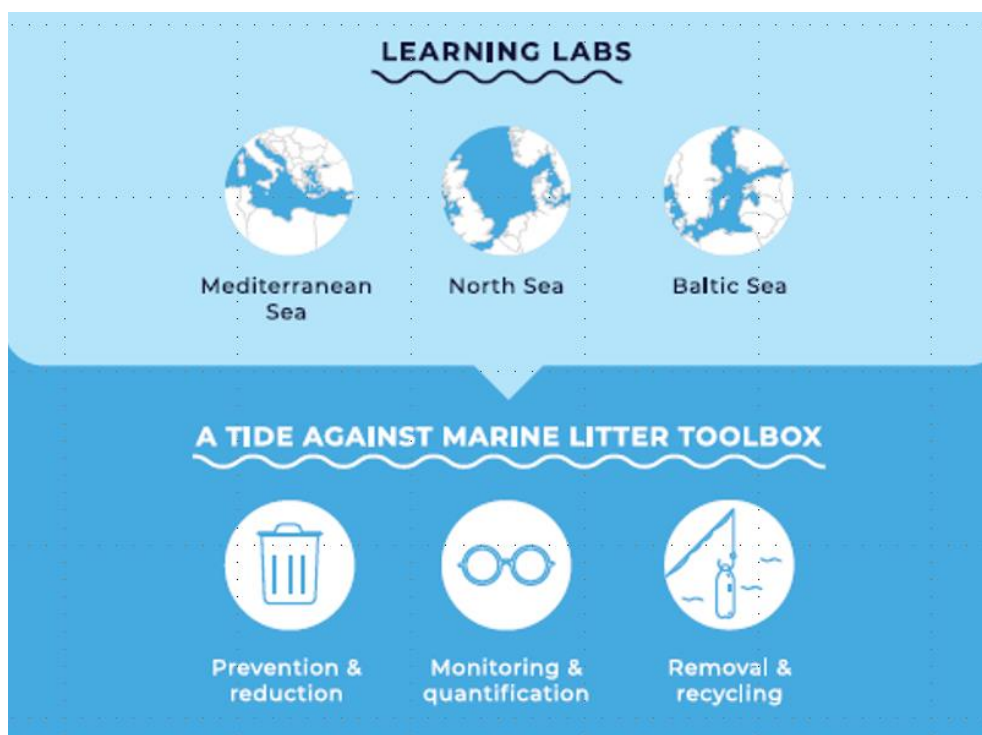 LEARNING LABS
Mediterranean
Sea
North Sea
Baltic Sea
A TIDE AGAINST MARINE LITTER TOOLBOX
Prevention &
reduction
Monitoring &
quantification
Removal &
recycling